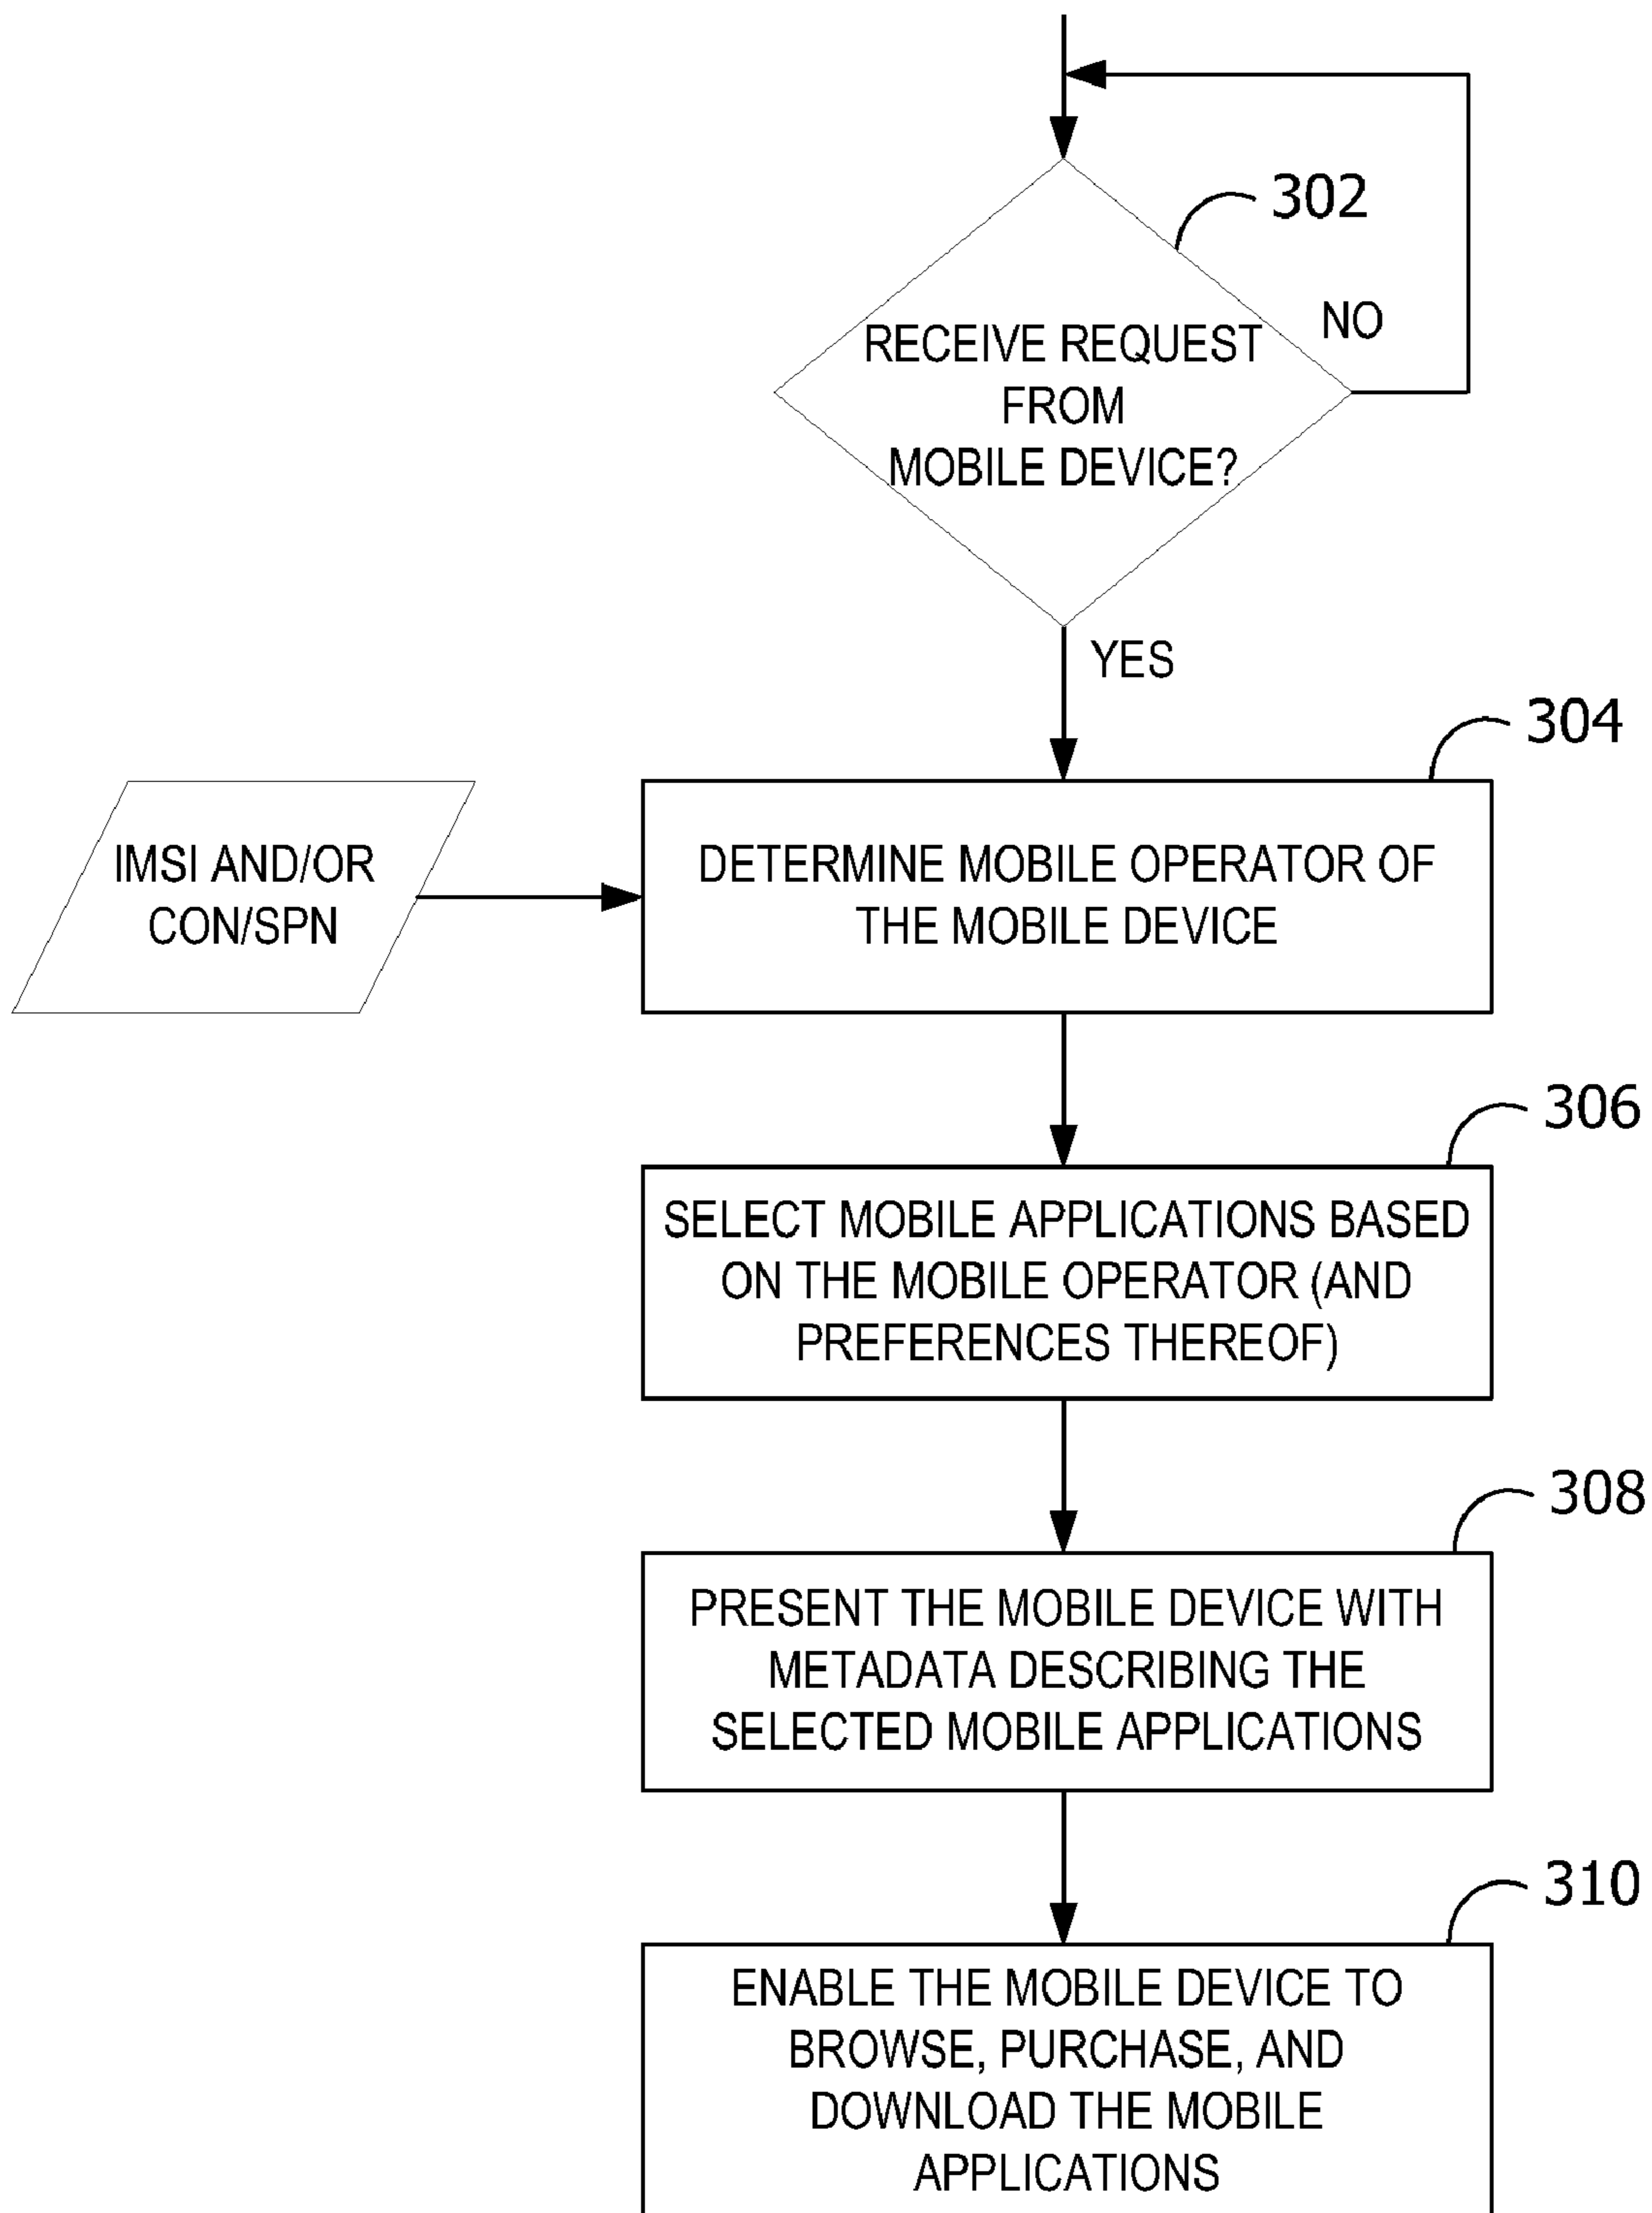 302
RECEIVE REQUEST
FROM
MOBILE DEVICE?
NO
YES
304
IMSI AND/OR
CON/SPN
DETERMINE MOBILE OPERATOR OF
THE MOBILE DEVICE
306
SELECT MOBILE APPLICATIONS BASED
ON THE MOBILE OPERATOR (AND
PREFERENCES THEREOF)
308
PRESENT THE MOBILE DEVICE WITH
METADATA DESCRIBING THE
SELECTED MOBILE APPLICATIONS
310
ENABLE THE MOBILE DEVICE TO
BROWSE, PURCHASE, AND
DOWNLOAD THE MOBILE
APPLICATIONS